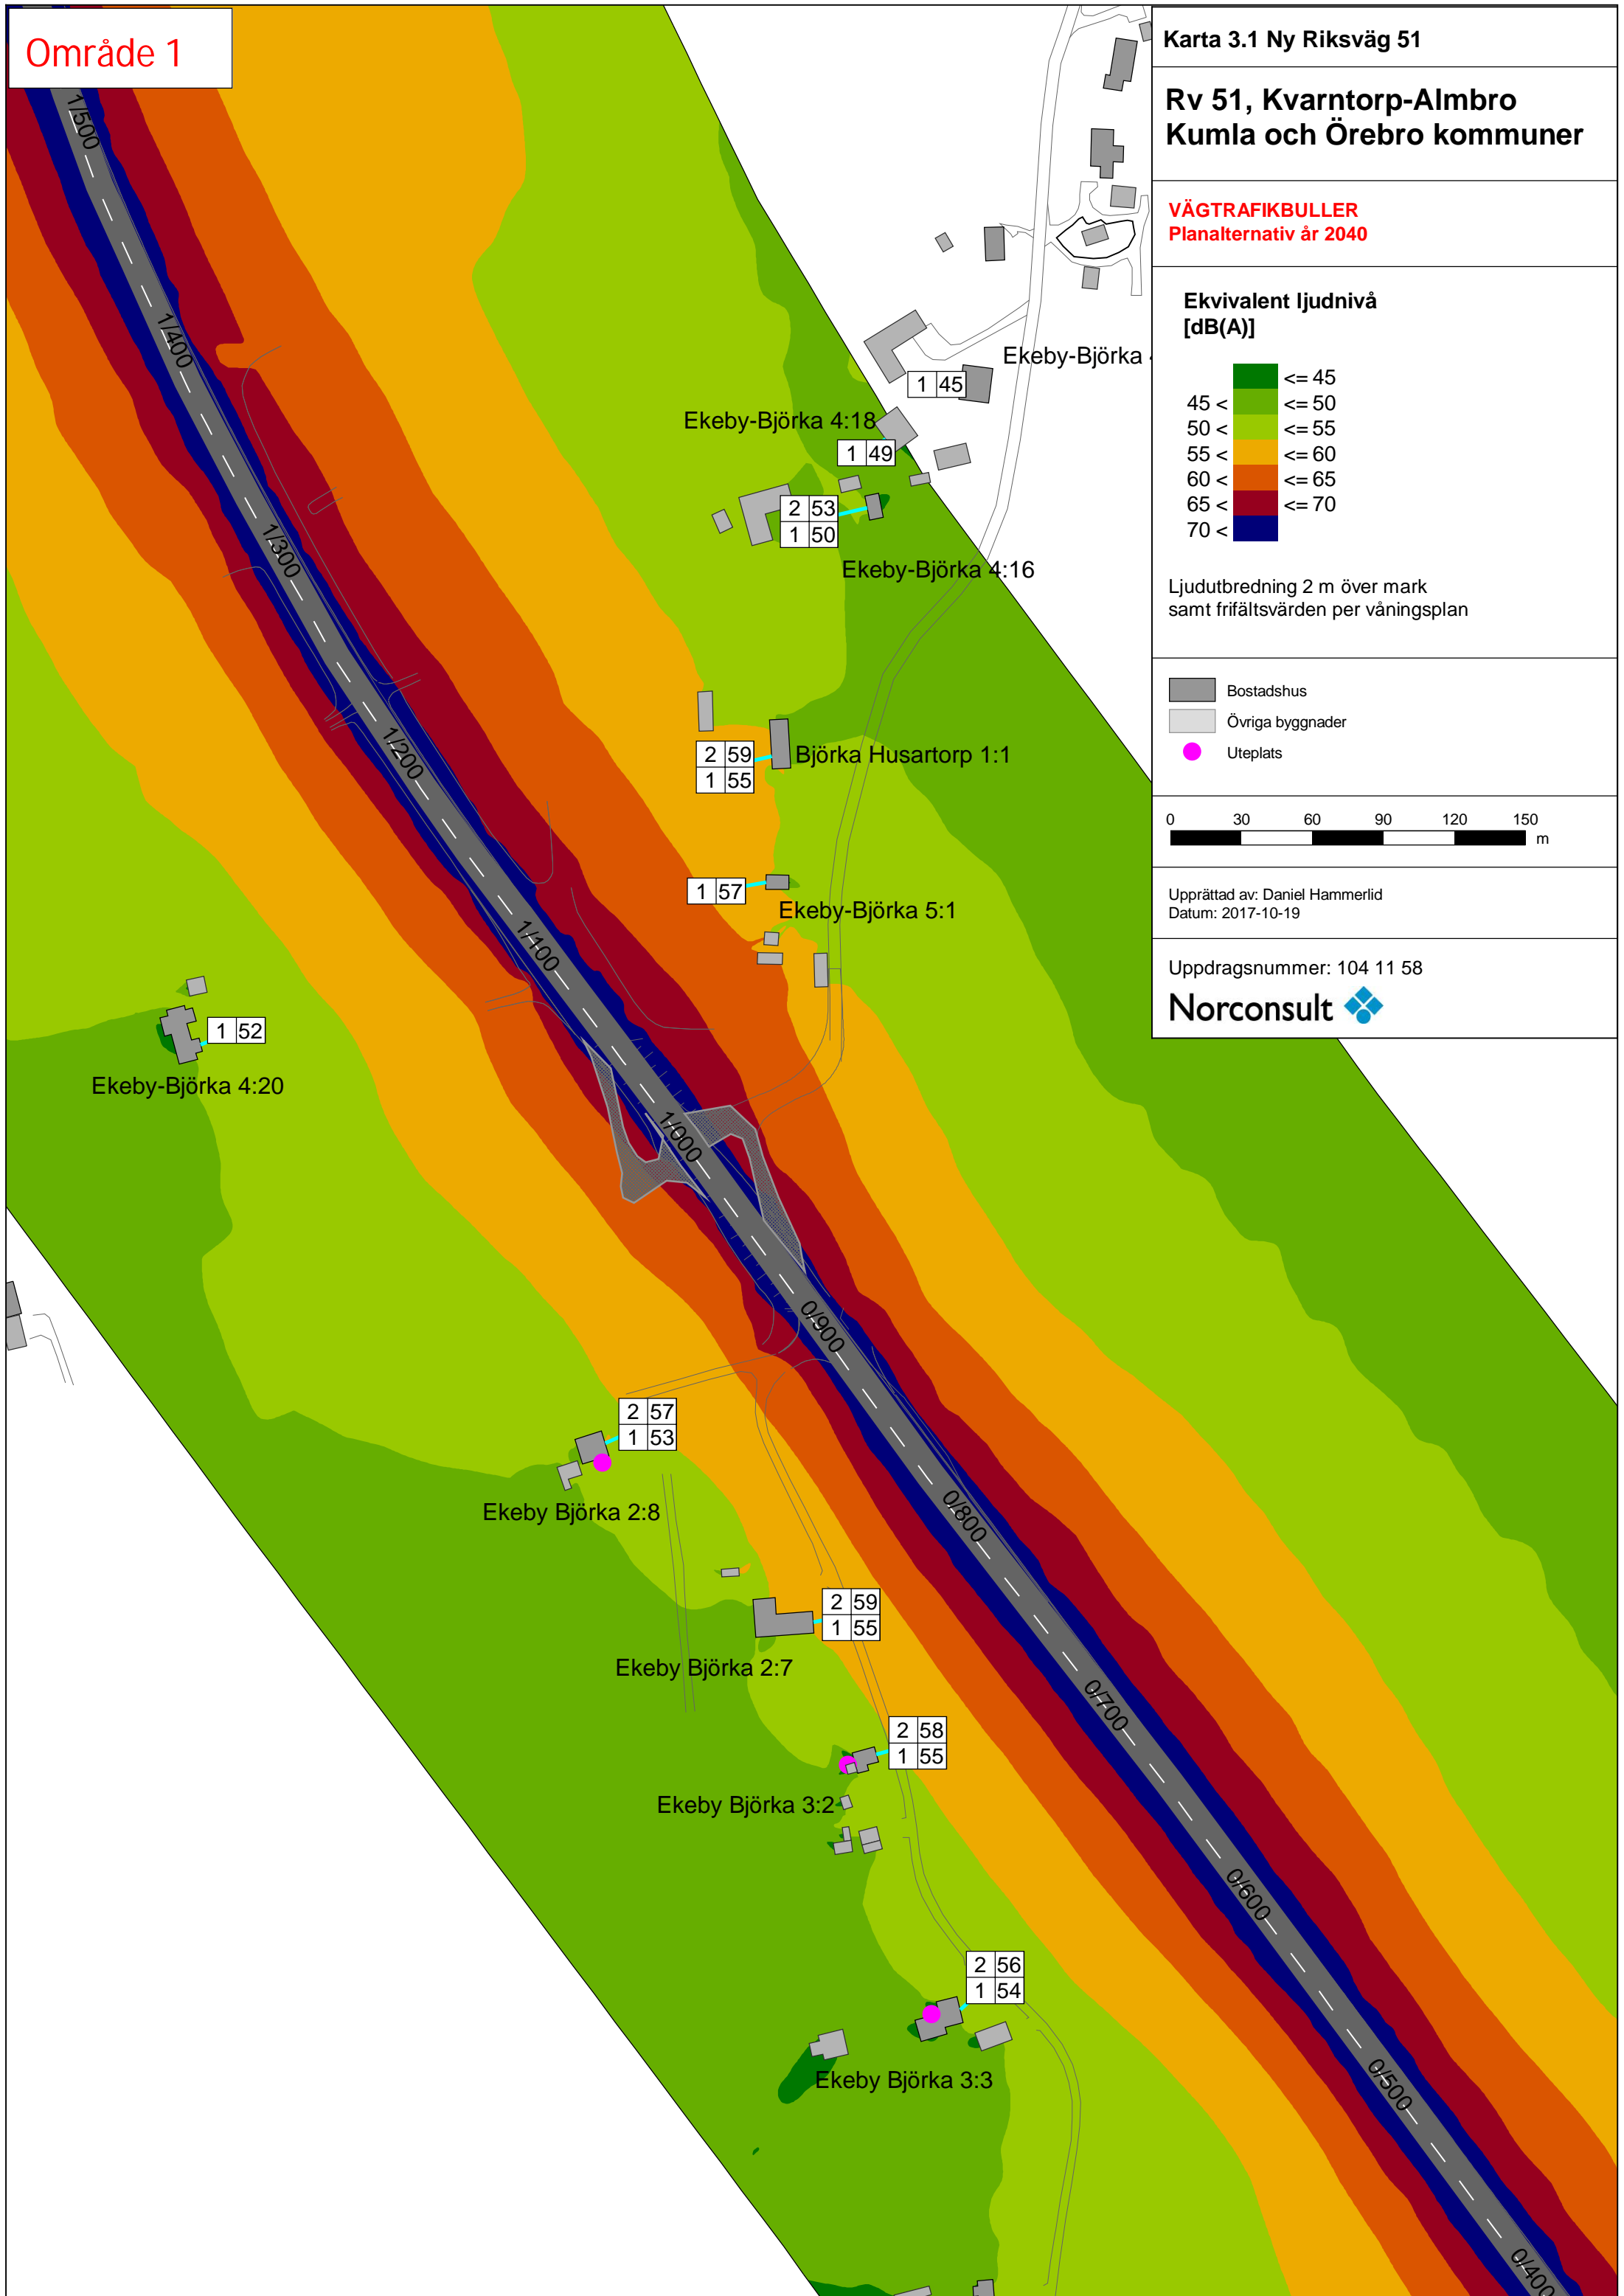 Område 1
Karta 3.1 Ny Riksväg 51
Rv 51, Kvarntorp-Almbro
Kumla och Örebro kommuner
VÄGTRAFIKBULLER
Planalternativ år 2040
Ekvivalent ljudnivå
[dB(A)]
<= 45
45 < <= 50
50 < <= 55
55 < <= 60
60 < <= 65
65 < <= 70
70 <
Ljudutbredning 2 m över mark
samt frifältsvärden per våningsplan
Bostadshus
Övriga byggnader
Uteplats
0 30 60 90 120 150
m
Upprättad av: Daniel Hammerlid
Datum: 2017-10-19
Uppdragsnummer: 104 11 58
Norconsult
1/500
1/400
Ekeby-Björka
1 45
Ekeby-Björka 4:18
1 49
2 53
1 50
1/300
Ekeby-Björka 4:16
1/200
2 59
1 55
Björka Husartorp 1:1
1 57
Ekeby-Björka 5:1
1/100
1 52
Ekeby-Björka 4:20
1/000
0/900
2 57
1 53
Ekeby Björka 2:8
0/800
2 59
1 55
Ekeby Björka 2:7
0/700
2 58
1 55
Ekeby Björka 3:2
0/600
2 56
1 54
Ekeby Björka 3:3
0/500
0/400